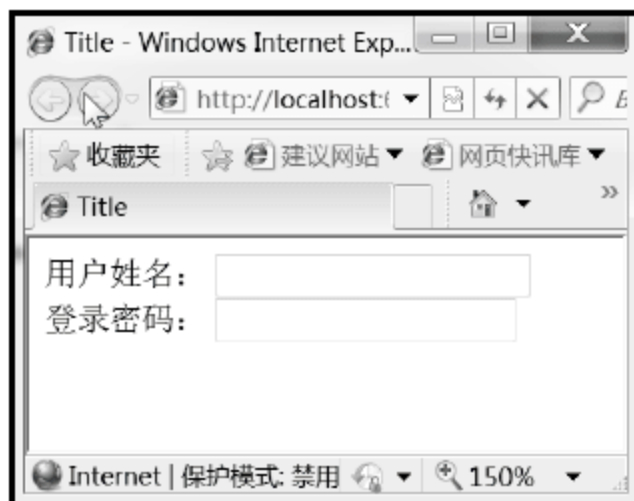 Title - Windows Internet Exp...
http://localhost:6
收藏夹 建议网站 网页快讯库
Title
用户姓名：
登录密码：
Internet | 保护模式: 禁用 150%